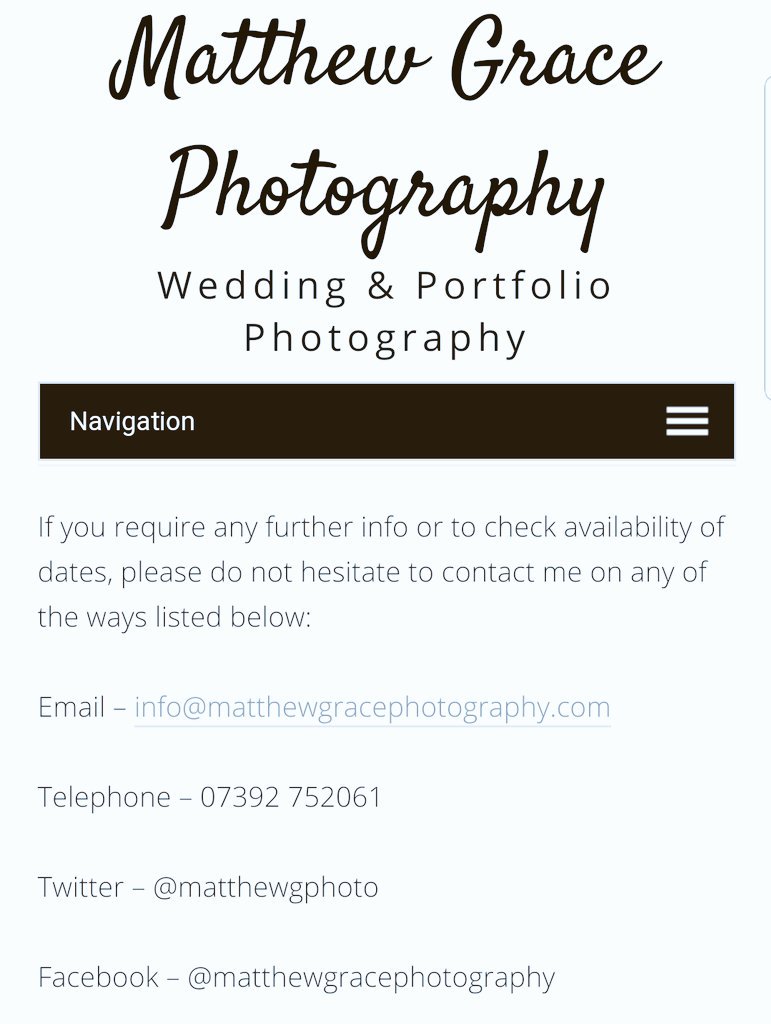 Matthew Grace
Photography
Wedding & Portfolio
Photography
Navigation
If you require any further info or to check availability of
dates, please do not hesitate to contact me on any of
the ways listed below:
Email – info@matthewgracephotography.com
Telephone – 07392 752061
Twitter – @matthewgphoto
Facebook – @matthewgracephotography